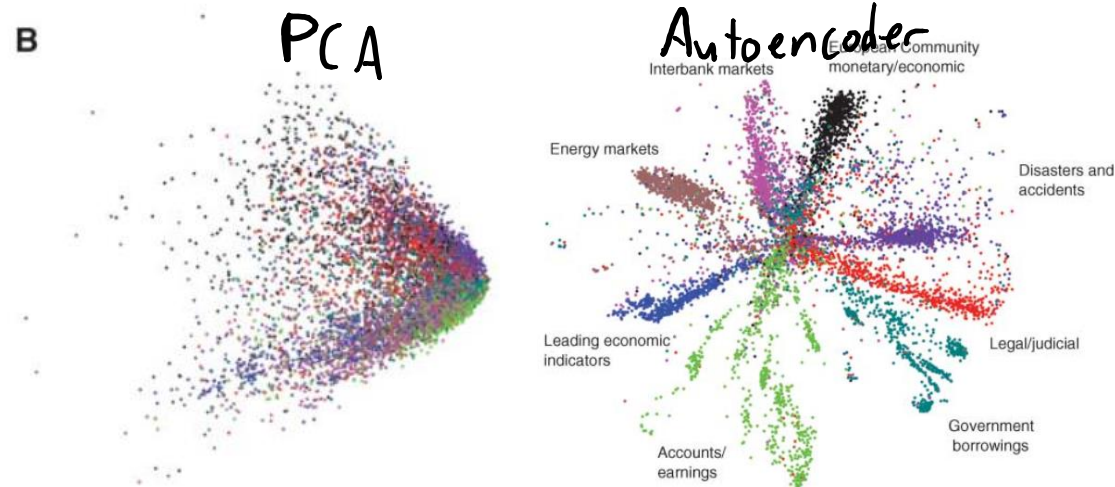 B
PCA
Autoencoder
European Community
monetary/economic
Interbank markets
Energy markets
Disasters and
accidents
Leading economic
indicators
Legal/judicial
Government
borrowings
Accounts/
earnings